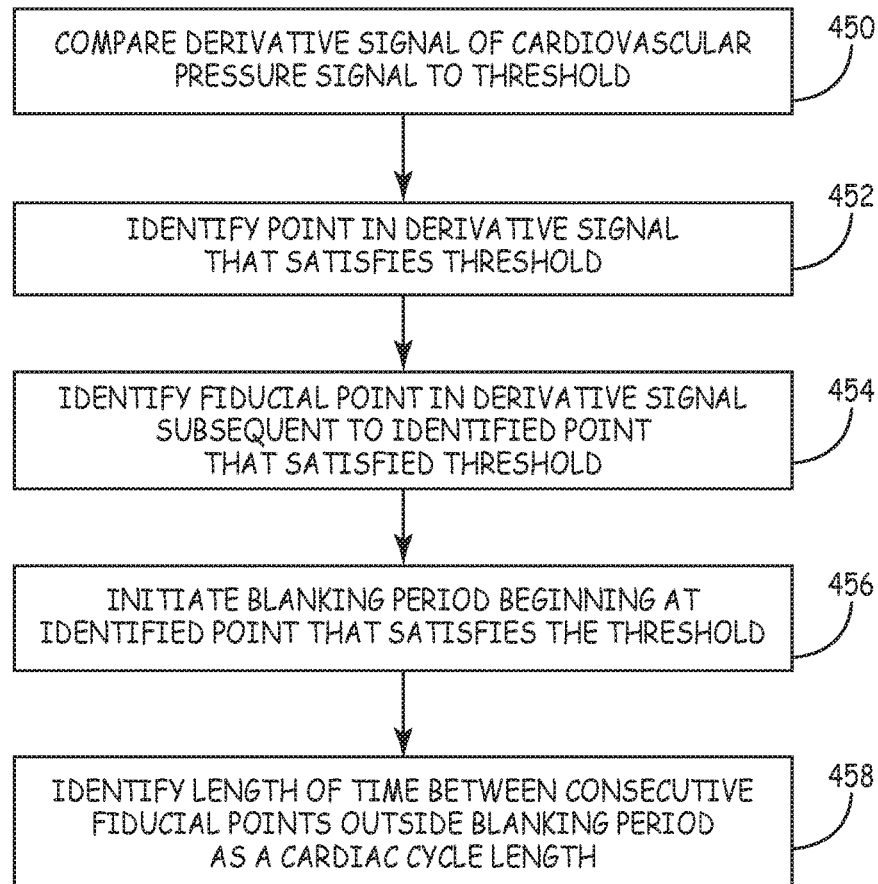 COMPARE DERIVATIVE SIGNAL OF CARDIOVASCULAR
PRESSURE SIGNAL TO THRESHOLD
450
IDENTIFY POINT IN DERIVATIVE SIGNAL
THAT SATISFIES THRESHOLD
452
IDENTIFY FIDUCIAL POINT IN DERIVATIVE SIGNAL
SUBSEQUENT TO IDENTIFIED POINT
THAT SATISFIED THRESHOLD
454
INITIATE BLANKING PERIOD BEGINNING AT
IDENTIFIED POINT THAT SATISFIES THE THRESHOLD
456
IDENTIFY LENGTH OF TIME BETWEEN CONSECUTIVE
FIDUCIAL POINTS OUTSIDE BLANKING PERIOD
AS A CARDIAC CYCLE LENGTH
458